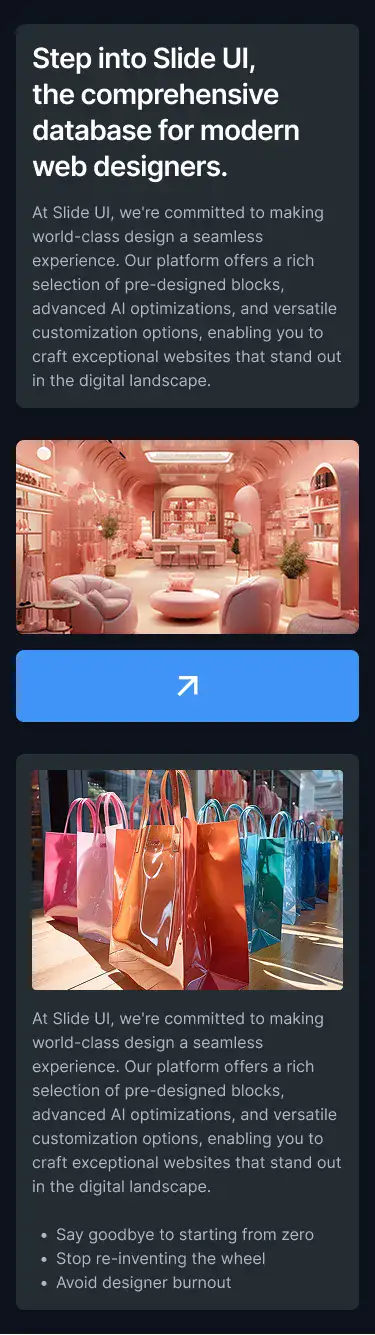 Step into Slide UI,
the comprehensive
database for modern
web designers.
At Slide UI, we're committed to making
world-class design a seamless
experience. Our platform offers a rich
selection of pre-designed blocks,
advanced AI optimizations, and versatile
customization options, enabling you to
craft exceptional websites that stand out
in the digital landscape.
At Slide UI, we're committed to making
world-class design a seamless
experience. Our platform offers a rich
selection of pre-designed blocks,
advanced AI optimizations, and versatile
customization options, enabling you to
craft exceptional websites that stand out
in the digital landscape.
• Say goodbye to starting from zero
• Stop re-inventing the wheel
• Avoid designer burnout